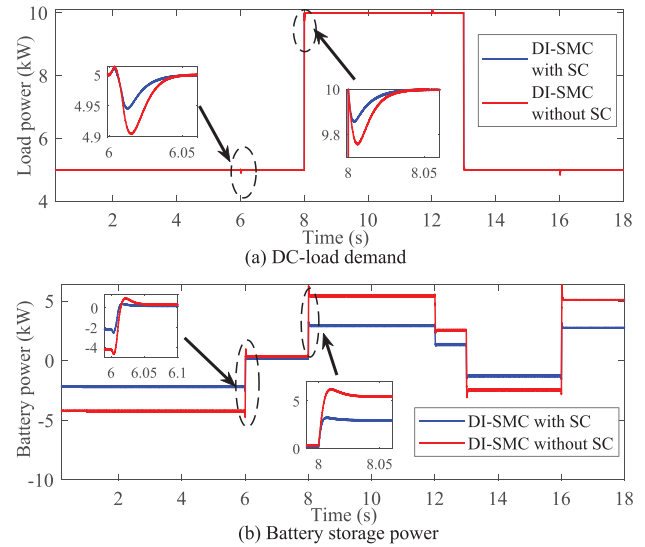 10
8
6
4
Load power (kW)
5
4.95
4.9
6
6.05
9.8
8
8.05
DI-SMC
with SC
DI-SMC
without SC
2 4 6 8 10 12 14 16 18
Time (s)
(a) DC-load demand
5
0
-5
-10
Battery power (kW)
0
-2
-4
6 6.05 6.1
5
0
8 8.05
DI-SMC with SC
DI-SMC without SC
2 4 6 8 10 12 14 16 18
Time (s)
(b) Battery storage power